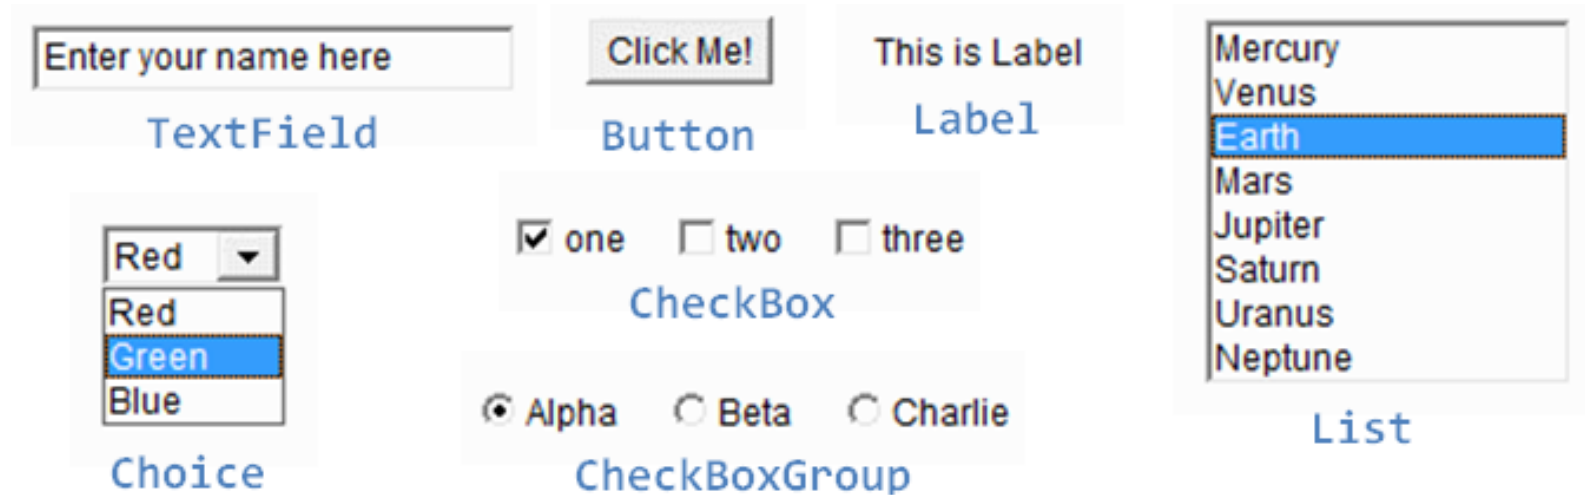 Enter your name here
TextField
Click Me!
Button
This is Label
Label
Mercury
Venus
Earth
Mars
Jupiter
Saturn
Uranus
Neptune
List
Red
Red
Green
Blue
Choice
one two three
CheckBox
Alpha Beta Charlie
CheckBoxGroup